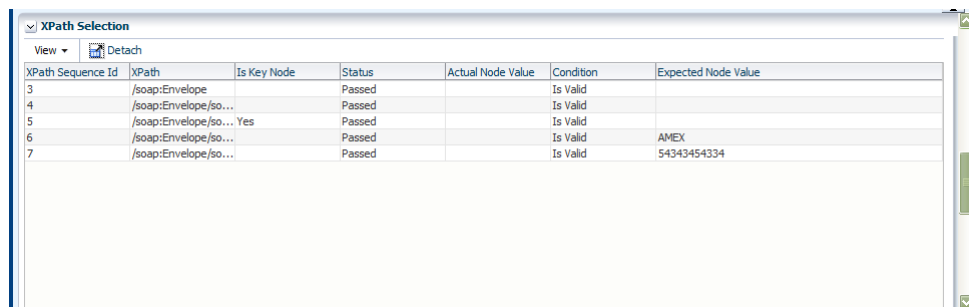 XPath Selection
View Detach
XPath Sequence Id XPath Is Key Node Status Actual Node Value Condition Expected Node Value
3 /soap:Envelope Passed Is Valid
4 /soap:Envelope/so... Passed Is Valid
5 /soap:Envelope/so... Yes Passed Is Valid
6 /soap:Envelope/so... Passed Is Valid AMEX
7 /soap:Envelope/so... Passed Is Valid 54343454334